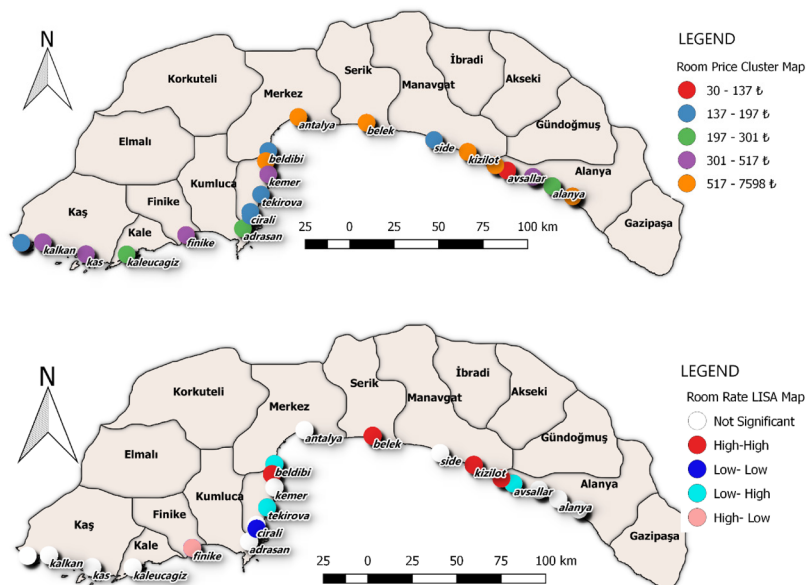 N
LEGEND
Room Price Cluster Map
30 - 137 ₺
137 - 197 ₺
197 - 301 ₺
301 - 517 ₺
517 - 7598 ₺
Korkuteli
Merkez
Serik
İbradi
Manavgat
Akseki
Gündoğmuş
Elmalı
Alanya
Kumluca
Finike
Kaş
Kale
Gazipaşa
antalya
belek
side
kizilot
avsallar
alanya
beldibi
kemer
tekirova
cirali
adrasan
finike
kalkan
kas
kaleucagiz
25 0 25 50 75 100 km
N
LEGEND
Room Rate LISA Map
Not Significant
High-High
Low- Low
Low- High
High- Low
Korkuteli
Merkez
Serik
İbradi
Manavgat
Akseki
Gündoğmuş
Elmalı
Alanya
Kumluca
Finike
Kaş
Kale
Gazipaşa
antalya
belek
side
kizilot
avsallar
alanya
beldibi
kemer
tekirova
cirali
adrasan
finike
kalkan
kas
kaleucagiz
25 0 25 50 75 100 km